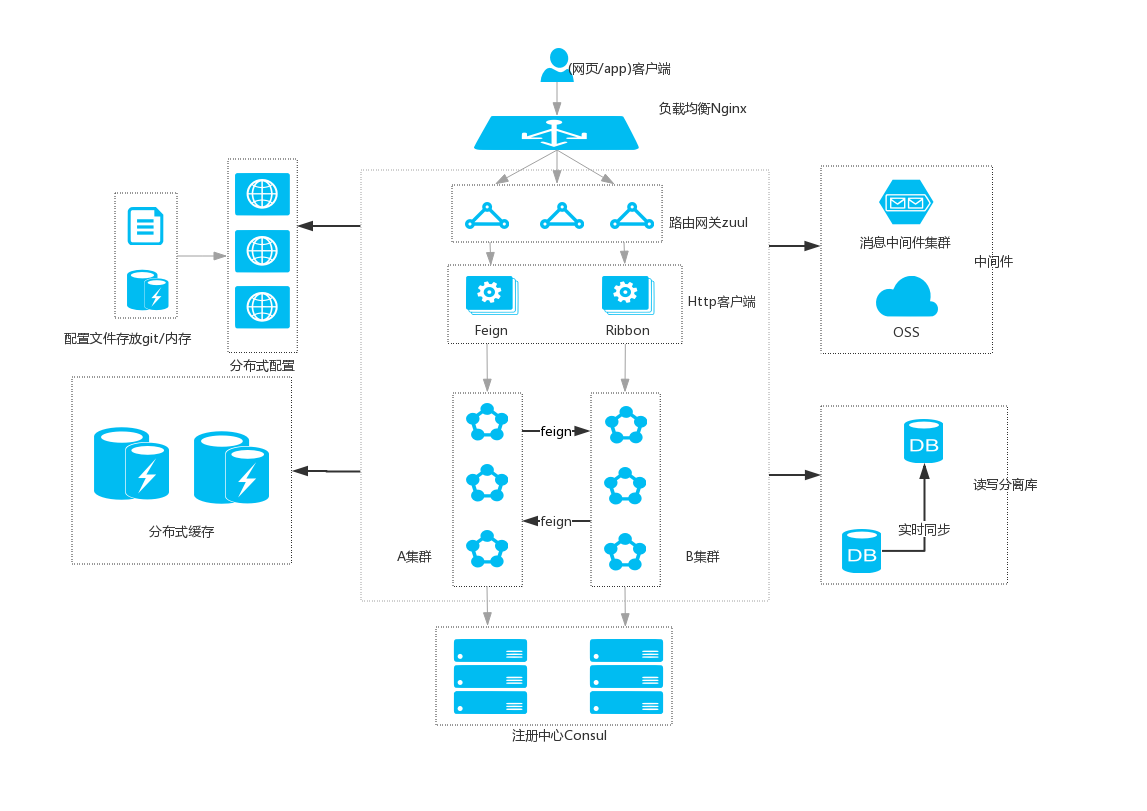 (网页/app)客户端
负载均衡Nginx
路由网关zuul
消息中间件集群
中间件
OSS
Http客户端
Feign
Ribbon
配置文件存放git/内存
分布式配置
feign
feign
A集群
B集群
分布式缓存
DB
读写分离库
实时同步
DB
注册中心Consul